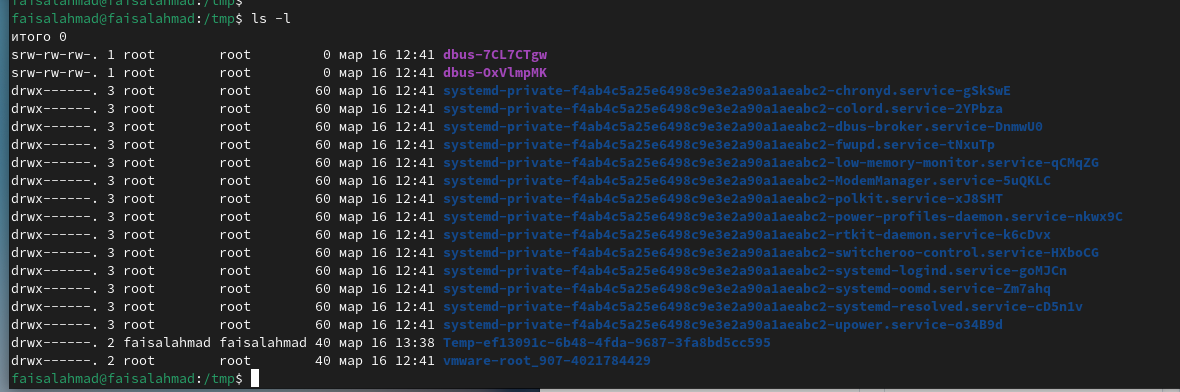 faisalahmad@faisalahmad:/tmp$
faisalahmad@faisalahmad:/tmp$ ls -l
итого 0
srw-rw-rw-. 1 root        root         0 мар 16 12:41 dbus-7CL7CTgw
srw-rw-rw-. 1 root        root         0 мар 16 12:41 dbus-OxVlmpMK
drwx------. 3 root        root        60 мар 16 12:41 systemd-private-f4ab4c5a25e6498c9e3e2a90a1aeabc2-chronyd.service-gSkSwE
drwx------. 3 root        root        60 мар 16 12:41 systemd-private-f4ab4c5a25e6498c9e3e2a90a1aeabc2-colord.service-2YPbza
drwx------. 3 root        root        60 мар 16 12:41 systemd-private-f4ab4c5a25e6498c9e3e2a90a1aeabc2-dbus-broker.service-DnmwU0
drwx------. 3 root        root        60 мар 16 12:41 systemd-private-f4ab4c5a25e6498c9e3e2a90a1aeabc2-fwupd.service-tNxuTp
drwx------. 3 root        root        60 мар 16 12:41 systemd-private-f4ab4c5a25e6498c9e3e2a90a1aeabc2-low-memory-monitor.service-qCMqZG
drwx------. 3 root        root        60 мар 16 12:41 systemd-private-f4ab4c5a25e6498c9e3e2a90a1aeabc2-ModemManager.service-5uQKLC
drwx------. 3 root        root        60 мар 16 12:41 systemd-private-f4ab4c5a25e6498c9e3e2a90a1aeabc2-polkit.service-xJ8SHT
drwx------. 3 root        root        60 мар 16 12:41 systemd-private-f4ab4c5a25e6498c9e3e2a90a1aeabc2-power-profiles-daemon.service-nkwx9C
drwx------. 3 root        root        60 мар 16 12:41 systemd-private-f4ab4c5a25e6498c9e3e2a90a1aeabc2-rtkit-daemon.service-k6cDvx
drwx------. 3 root        root        60 мар 16 12:41 systemd-private-f4ab4c5a25e6498c9e3e2a90a1aeabc2-switcheroo-control.service-HXboCG
drwx------. 3 root        root        60 мар 16 12:41 systemd-private-f4ab4c5a25e6498c9e3e2a90a1aeabc2-systemd-logind.service-goMJCn
drwx------. 3 root        root        60 мар 16 12:41 systemd-private-f4ab4c5a25e6498c9e3e2a90a1aeabc2-systemd-oomd.service-Zm7ahq
drwx------. 3 root        root        60 мар 16 12:41 systemd-private-f4ab4c5a25e6498c9e3e2a90a1aeabc2-systemd-resolved.service-cD5n1v
drwx------. 3 root        root        60 мар 16 12:41 systemd-private-f4ab4c5a25e6498c9e3e2a90a1aeabc2-upower.service-o34B9d
drwx------. 2 faisalahmad faisalahmad 40 мар 16 13:38 Temp-ef13091c-6b48-4fda-9687-3fa8bd5cc595
drwx------. 2 root        root        40 мар 16 12:41 vmware-root_907-4021784429
faisalahmad@faisalahmad:/tmp$